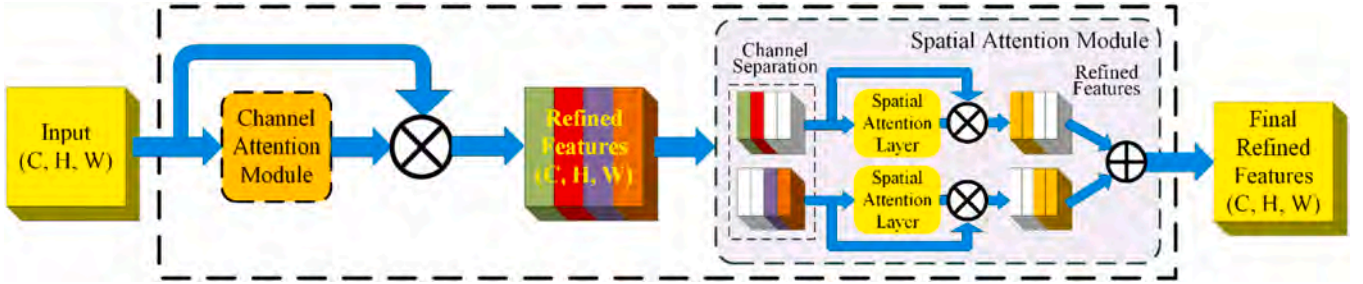 Input
(C, H, W)
Channel
Attention
Module
Refined
Features
(C, H, W)
Spatial Attention Module
Channel
Separation
Spatial
Attention
Layer
Spatial
Attention
Layer
Refined
Features
Final
Refined
Features
(C, H, W)